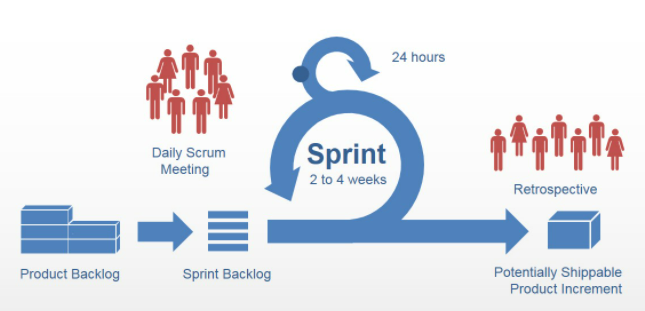 24 hours
Daily Scrum
Meeting
Sprint
2 to 4 weeks
Retrospective
Product Backlog
Sprint Backlog
Potentially Shippable
Product Increment